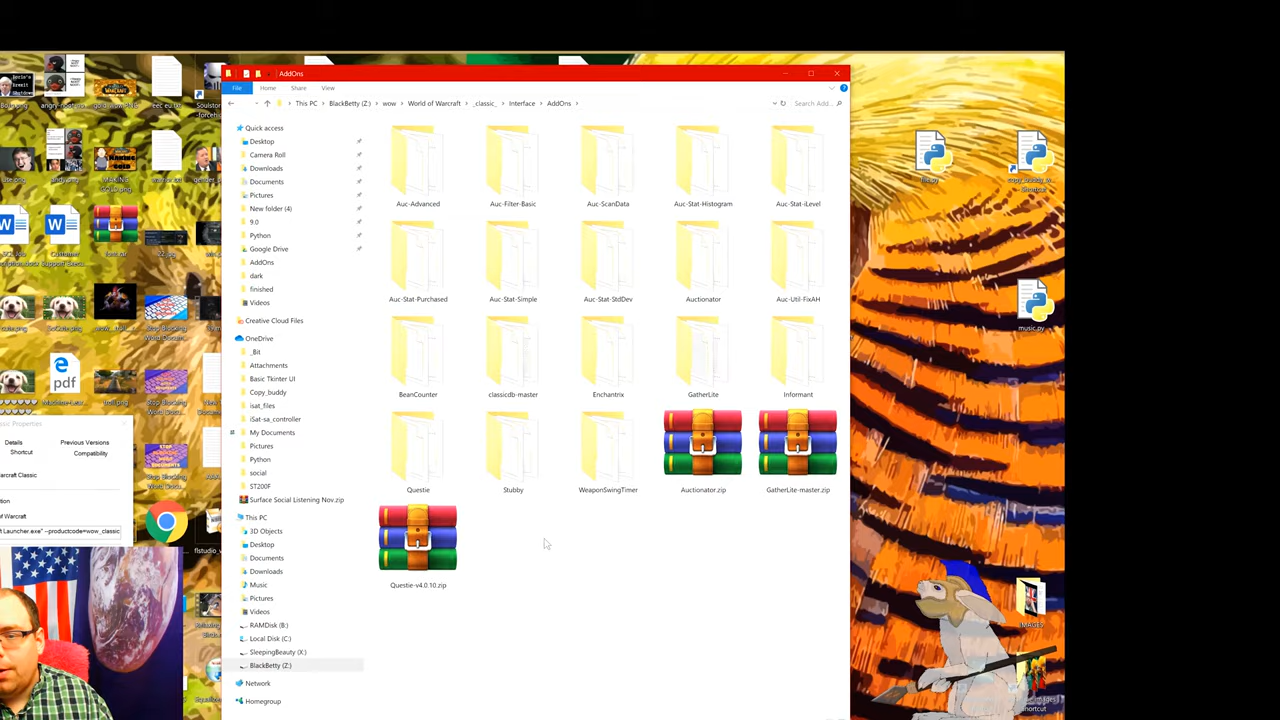 AddOns
File
Home
Share
View
This PC
BlackBetty (Z:)
wow
World of Warcraft
_classic_
Interface
AddOns
Search Add...
Quick access
Desktop
Camera Roll
Downloads
Documents
Pictures
New folder (4)
9.0
Python
Google Drive
AddOns
dark
finished
Videos
Creative Cloud Files
OneDrive
_Bit
Attachments
Basic Tkinter UI
Copy_buddy
isat_files
iSat-sa_controller
My Documents
Pictures
Python
social
ST200F
Surface Social Listening Nov.zip
This PC
3D Objects
Desktop
Documents
Downloads
Music
Pictures
Videos
RAMDisk (B:)
Local Disk (C:)
SleepingBeauty (X:)
BlackBetty (Z:)
Network
Homegroup
Auc-Advanced
Auc-Filter-Basic
Auc-ScanData
Auc-Stat-Histogram
Auc-Stat-iLevel
Auc-Stat-Purchased
Auc-Stat-Simple
Auc-Stat-StdDev
Auctionator
Auc-Util-FixAH
BeanCounter
classicdb-master
Enchantrix
GatherLite
Informant
Questie
Stubby
WeaponSwingTimer
Auctionator.zip
GatherLite-master.zip
Questie-v4.0.10.zip
Details
Previous Versions
Shortcut
Compatibility
arcraft Classic
of Warcraft
t Launcher.exe" --productcode=wow_classic
pdf
music.py
IMAGES